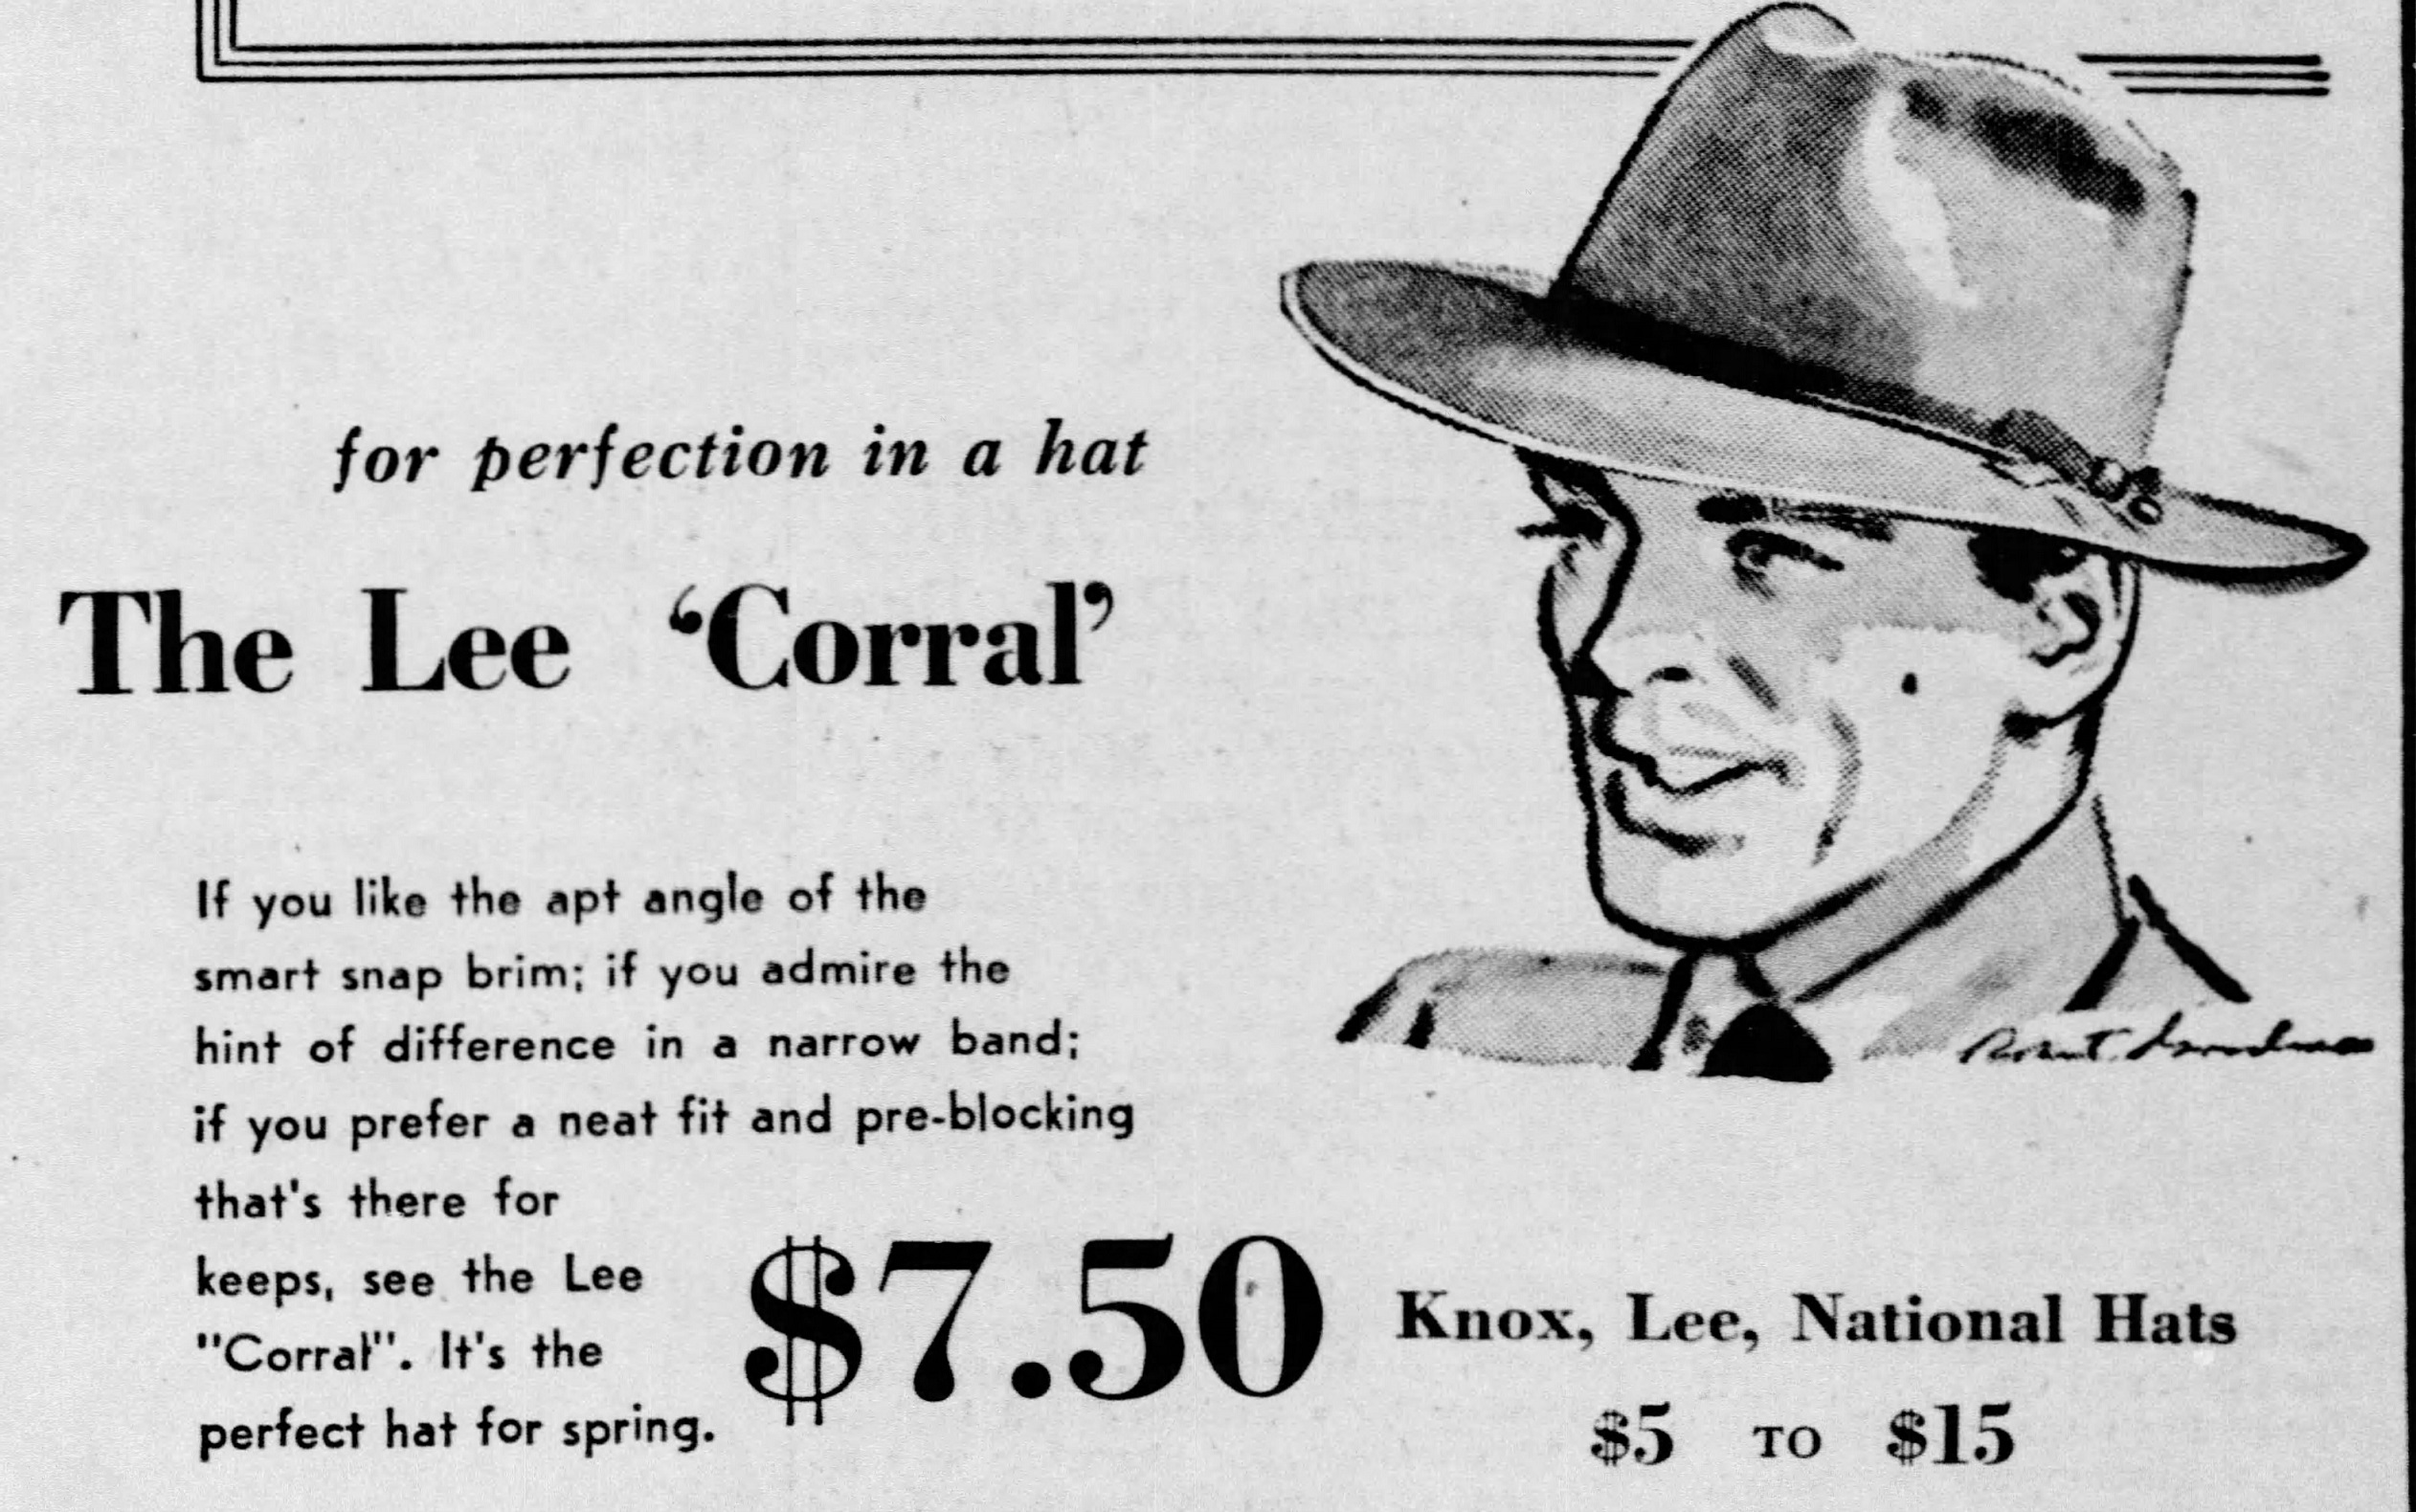 for perfection in a hat
The Lee ‘Corral’
If you like the apt angle of the
smart snap brim; if you admire the
hint of difference in a narrow band;
if you prefer a neat fit and pre-blocking
that's there for
keeps, see the Lee
"Corral". It's the
perfect hat for spring.
$7.50
Knox, Lee, National Hats
$5 TO $15